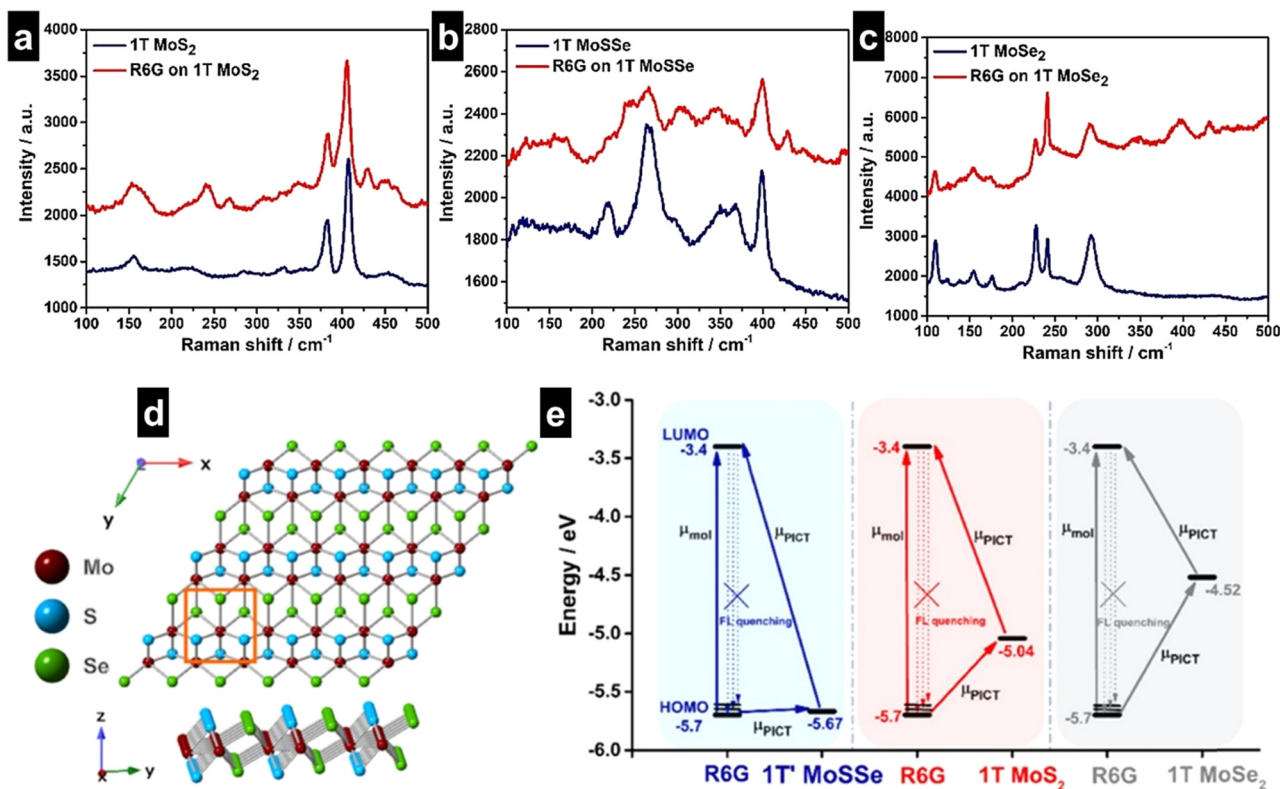 a
4000
3500
3000
2500
2000
1500
1000
1T MoS2
R6G on 1T MoS2
Intensity / a.u.
100 150 200 250 300 350 400 450 500
Raman shift / cm-1
b
2800
2600
2400
2200
2000
1800
1600
1T MoSSe
R6G on 1T MoSSe
Intensity / a.u.
100 150 200 250 300 350 400 450 500
Raman shift / cm-1
c
8000
7000
6000
5000
4000
3000
2000
1000
1T MoSe2
R6G on 1T MoSe2
Intensity / a.u.
100 150 200 250 300 350 400 450 500
Raman shift / cm-1
d
x
y
Mo
S
Se
z
x
y
e
-3.0
-3.5
-4.0
-4.5
-5.0
-5.5
-6.0
Energy / eV
LUMO
-3.4
μmol
μPICT
FL quenching
HOMO
-5.7
μPICT
-5.67
-3.4
μmol
μPICT
FL quenching
-5.04
μPICT
-5.7
-3.4
μmol
μPICT
-4.52
FL quenching
μPICT
-5.7
R6G 1T' MoSSe R6G 1T MoS2 R6G 1T MoSe2